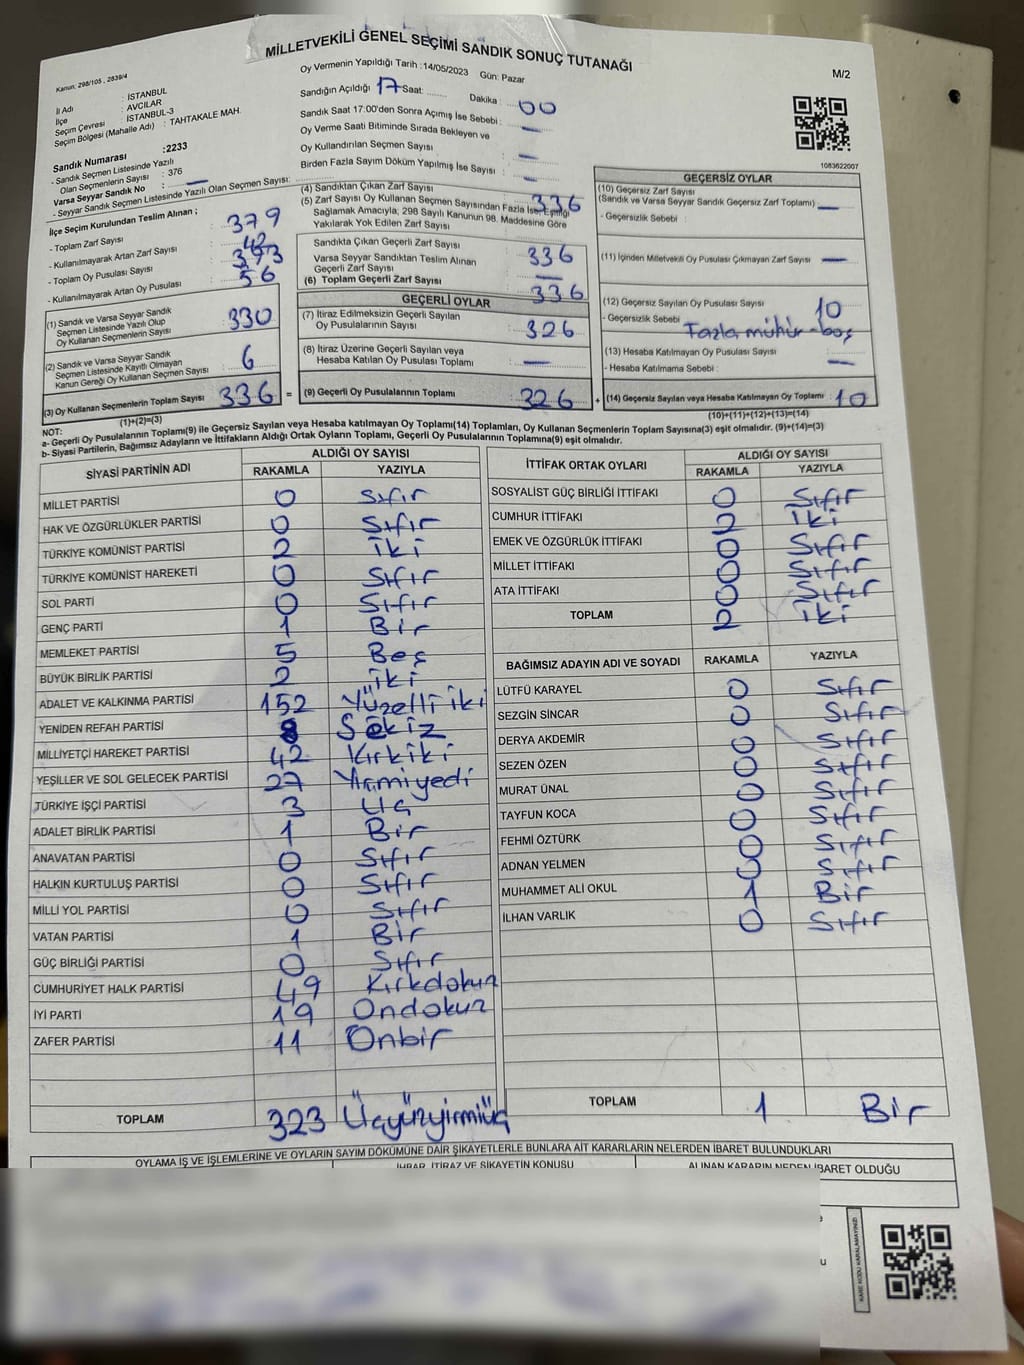 MİLLETVEKİLİ GENEL SEÇİMİ SANDIK SONUÇ TUTANAĞI
M/2
Kanun: 298/105 , 2839/4
İl Adı : İSTANBUL
İlçe : AVCILAR
Seçim Çevresi : İSTANBUL-3
Seçim Bölgesi (Mahalle Adı) : TAHTAKALE MAH.
Sandık Numarası :2233
- Sandık Seçmen Listesinde Yazılı
Olan Seçmenlerin Sayısı : 376
Varsa Seyyar Sandık No : —
- Seyyar Sandık Seçmen Listesinde Yazılı Olan Seçmen Sayısı:
Oy Vermenin Yapıldığı Tarih :14/05/2023 Gün: Pazar
Sandığın Açıldığı 17 Saat: Dakika : 00
Sandık Saat 17:00'den Sonra Açımış İse Sebebi : —
Oy Verme Saati Bitiminde Sırada Bekleyen ve
Oy Kullandırılan Seçmen Sayısı : —
Birden Fazla Sayım Döküm Yapılmış İse Sayısı : —
1083622007
İlçe Seçim Kurulundan Teslim Alınan ;
- Toplam Zarf Sayısı : 379
- Kullanılmayarak Artan Zarf Sayısı :
- Toplam Oy Pusulası Sayısı :
- Kullanılmayarak Artan Oy Pusulası : 56
(1) Sandık ve Varsa Seyyar Sandık
Seçmen Listesinde Yazılı Olup
Oy Kullanan Seçmenlerin Sayısı : 330
(2) Sandık ve Varsa Seyyar Sandık
Seçmen Listesinde Kayıtlı Olmayan
Kanun Gereği Oy Kullanan Seçmen Sayısı : 6
(3) Oy Kullanan Seçmenlerin Toplam Sayısı : 336 =
(1)+(2)=(3)
(4) Sandıktan Çıkan Zarf Sayısı : 336
(5) Zarf Sayısı Oy Kullanan Seçmen Sayısından Fazla İse, Eşitliği
Sağlamak Amacıyla, 298 Sayılı Kanunun 98. Maddesine Göre
Yakılarak Yok Edilen Zarf Sayısı
Sandıkta Çıkan Geçerli Zarf Sayısı : 336
Varsa Seyyar Sandıktan Teslim Alınan
Geçerli Zarf Sayısı : —
(6) Toplam Geçerli Zarf Sayısı : 336
GEÇERLİ OYLAR
(7) İtiraz Edilmeksizin Geçerli Sayılan
Oy Pusulalarının Sayısı : 326
(8) İtiraz Üzerine Geçerli Sayılan veya
Hesaba Katılan Oy Pusulası Toplamı : —
(9) Geçerli Oy Pusulalarının Toplamı : 326 +
GEÇERSİZ OYLAR
(10) Geçersiz Zarf Sayısı
(Sandık ve Varsa Seyyar Sandık Geçersiz Zarf Toplamı) : —
- Geçersizlik Sebebi :
(11) İçinden Milletvekili Oy Pusulası Çıkmayan Zarf Sayısı : —
(12) Geçersiz Sayılan Oy Pusulası Sayısı : 10
- Geçersizlik Sebebi : Fazla mühür-boş
(13) Hesaba Katılmayan Oy Pusulası Sayısı : —
- Hesaba Katılmama Sebebi :
(14) Geçersiz Sayılan veya Hesaba Katılmayan Oy Toplamı : 10
(10)+(11)+(12)+(13)=(14)
NOT:
a- Geçerli Oy Pusulalarının Toplamı(9) ile Geçersiz Sayılan veya Hesaba katılmayan Oy Toplamı(14) Toplamları, Oy Kullanan Seçmenlerin Toplam Sayısına(3) eşit olmalıdır. (9)+(14)=(3)
b- Siyasi Partilerin, Bağımsız Adayların ve İttifakların Aldığı Ortak Oyların Toplamı, Geçerli Oy Pusulalarının Toplamına(9) eşit olmalıdır.
SİYASİ PARTİNİN ADI ALDIĞI OY SAYISI
RAKAMLA YAZIYLA
MİLLET PARTİSİ 0 Sıfır
HAK VE ÖZGÜRLÜKLER PARTİSİ 0 Sıfır
TÜRKİYE KOMÜNİST PARTİSİ 2 iki
TÜRKİYE KOMÜNİST HAREKETİ 0 Sıfır
SOL PARTİ 0 Sıfır
GENÇ PARTİ 1 Bir
MEMLEKET PARTİSİ 5 Beş
BÜYÜK BİRLİK PARTİSİ 2 iki
ADALET VE KALKINMA PARTİSİ 152 Yüzelli iki
YENİDEN REFAH PARTİSİ 8 Sekiz
MİLLİYETÇİ HAREKET PARTİSİ 42 Kırkiki
YEŞİLLER VE SOL GELECEK PARTİSİ 27 Yirmiyedi
TÜRKİYE İŞÇİ PARTİSİ 3 Üç
ADALET BİRLİK PARTİSİ 1 Bir
ANAVATAN PARTİSİ 0 Sıfır
HALKIN KURTULUŞ PARTİSİ 0 Sıfır
MİLLİ YOL PARTİSİ 0 Sıfır
VATAN PARTİSİ 1 Bir
GÜÇ BİRLİĞİ PARTİSİ 0 Sıfır
CUMHURİYET HALK PARTİSİ 49 Kırkdokuz
İYİ PARTİ 19 Ondokuz
ZAFER PARTİSİ 11 Onbir
TOPLAM 323 Üçyüzyirmiüç
İTTİFAK ORTAK OYLARI ALDIĞI OY SAYISI
RAKAMLA YAZIYLA
SOSYALİST GÜÇ BİRLİĞİ İTTİFAKI 0 Sıfır
CUMHUR İTTİFAKI 2 iki
EMEK VE ÖZGÜRLÜK İTTİFAKI 0 Sıfır
MİLLET İTTİFAKI 0 Sıfır
ATA İTTİFAKI 0 Sıfır
TOPLAM 2 iki
BAĞIMSIZ ADAYIN ADI VE SOYADI RAKAMLA YAZIYLA
LÜTFÜ KARAYEL 0 Sıfır
SEZGİN SİNCAR 0 Sıfır
DERYA AKDEMİR 0 Sıfır
SEZEN ÖZEN 0 Sıfır
MURAT ÜNAL 0 Sıfır
TAYFUN KOCA 0 Sıfır
FEHMİ ÖZTÜRK 0 Sıfır
ADNAN YELMEN 0 Sıfır
MUHAMMET ALİ OKUL 1 Bir
İLHAN VARLIK 0 Sıfır
TOPLAM 1 Bir
OYLAMA İŞ VE İŞLEMLERİNE VE OYLARIN SAYIM DÖKÜMÜNE DAİR ŞİKAYETLERLE BUNLARA AİT KARARLARIN NELERDEN İBARET BULUNDUKLARI
İHBAR, İTİRAZ VE ŞİKAYETİN KONUSU ALINAN KARARIN NEDEN İBARET OLDUĞU
KARE KODU KARALAMAYINIZ!